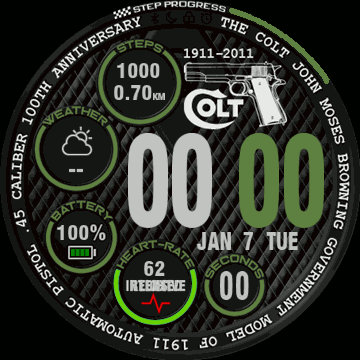 STEP PROGRESS
THE COLT JOHN MOSES BROWNING GOVERNMENT MODEL OF 1911 AUTOMATIC PISTOL . .45 CALIBER 100TH ANNIVERSARY
STEPS
1000
0.70KM
1911-2011
COLT
WEATHER
--
00 00
BATTERY
100%
JAN 7 TUE
HEART-RATE
62
SECONDS
00